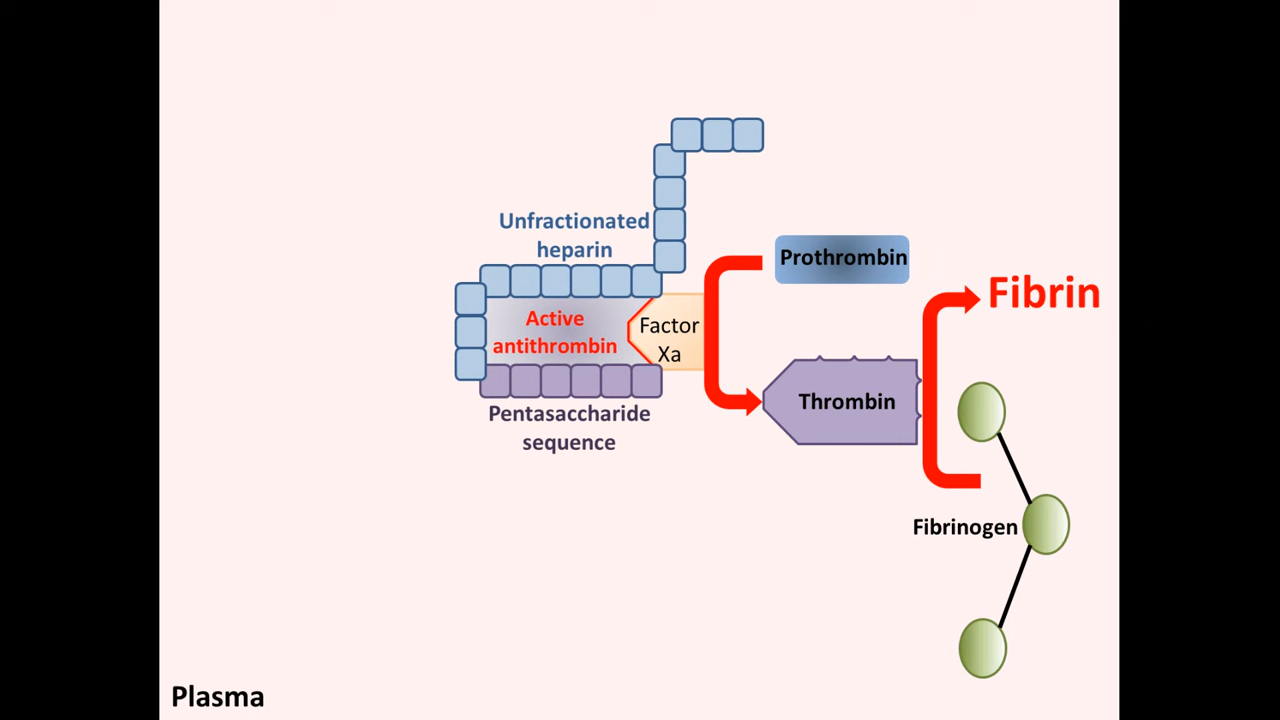 Unfractionated
heparin
Prothrombin
Fibrin
Active
antithrombin
Factor
Xa
Thrombin
Pentasaccharide
sequence
Fibrinogen
Plasma